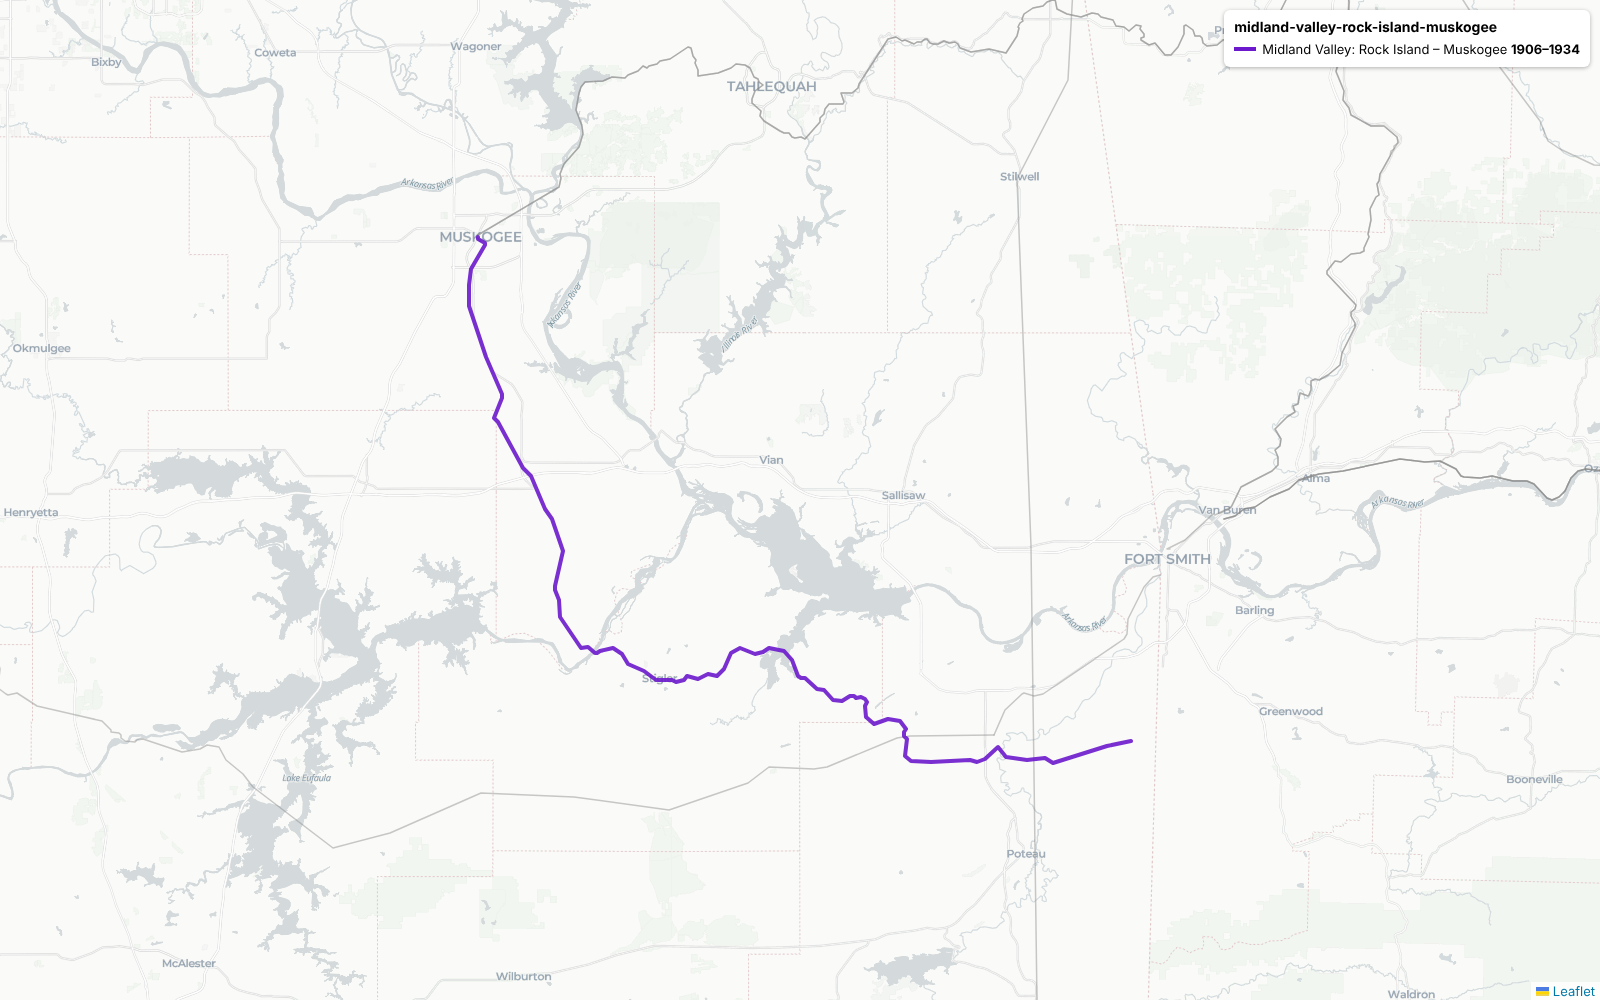 midland-valley-rock-island-muskogee
Midland Valley: Rock Island – Muskogee 1906–1934
Coweta
Wagoner
Bixby
TAHLEQUAH
Stilwell
Arkansas River
MUSKOGEE
Arkansas River
Illinois River
Okmulgee
Vian
Sallisaw
Henryetta
Alma
Arkansas River
Van Buren
FORT SMITH
Barling
Arkansas River
Stigler
Greenwood
Lake Eufaula
Booneville
Poteau
McAlester
Wilburton
Waldron
Leaflet